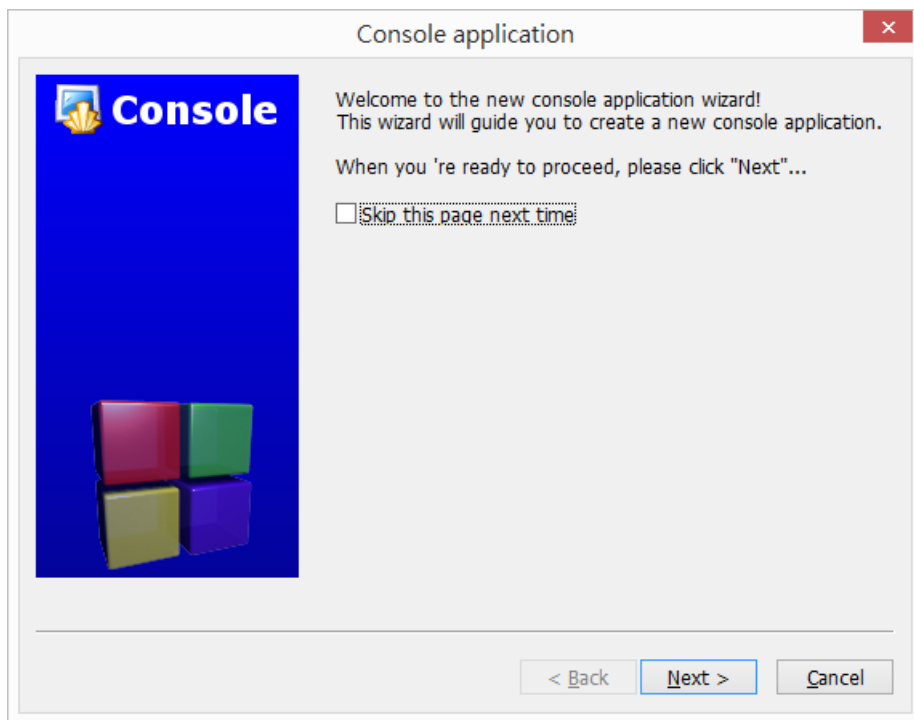 Console application
Console
Welcome to the new console application wizard!
This wizard will guide you to create a new console application.
When you 're ready to proceed, please click "Next"...
Skip this page next time
< Back
Next >
Cancel